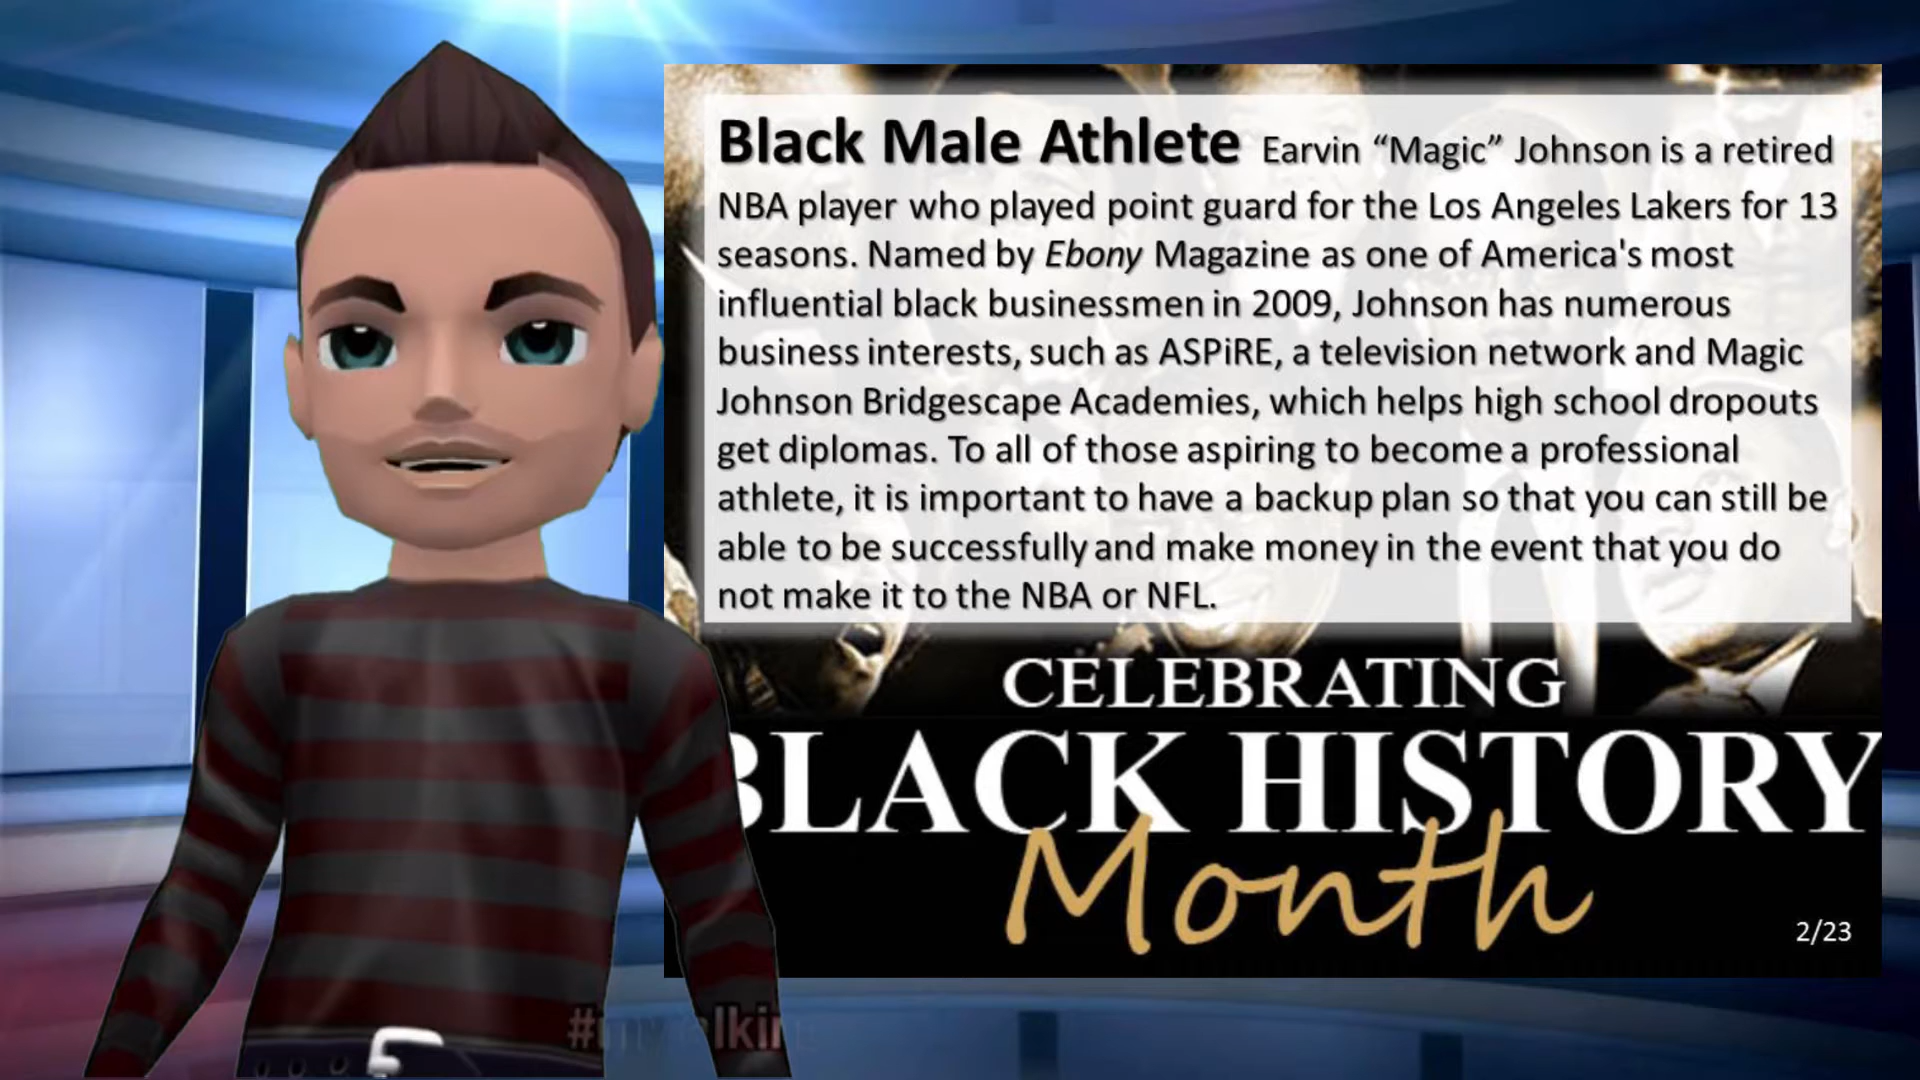 Black Male Athlete Earvin “Magic” Johnson is a retired
NBA player who played point guard for the Los Angeles Lakers for 13
seasons. Named by Ebony Magazine as one of America's most
influential black businessmen in 2009, Johnson has numerous
business interests, such as ASPiRE, a television network and Magic
Johnson Bridgescape Academies, which helps high school dropouts
get diplomas. To all of those aspiring to become a professional
athlete, it is important to have a backup plan so that you can still be
able to be successfully and make money in the event that you do
not make it to the NBA or NFL.
CELEBRATING
BLACK HISTORY
Month
2/23